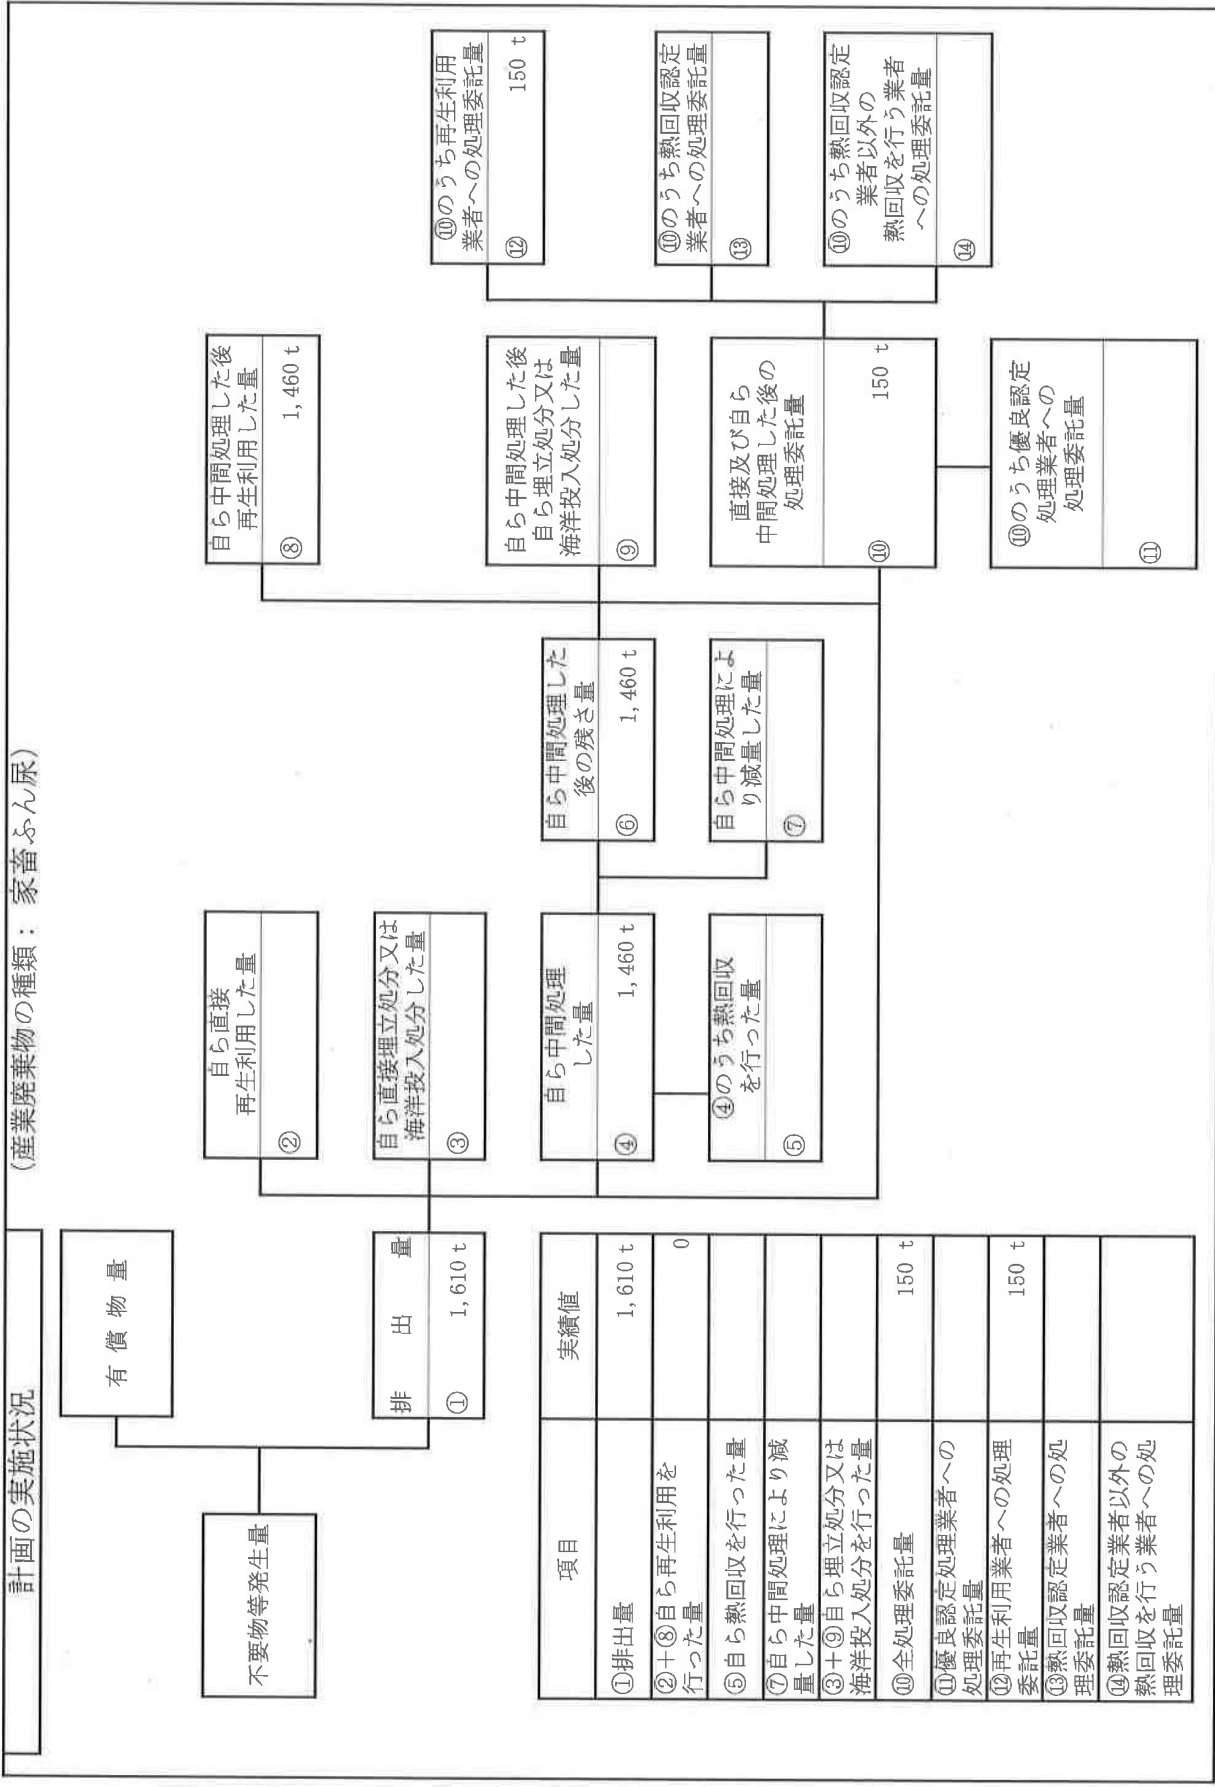 計画の実施状況
（産業廃棄物の種類： 家畜ふん尿）
不要物等発生量
有 償 物 量
排 出 量
① 1,610 t
自ら直接
再生利用した量
②
自ら直接埋立処分又は
海洋投入処分した量
③
自ら中間処理
した量
④ 1,460 t
④のうち熱回収
を行った量
⑤
自ら中間処理した
後の残さ量
⑥ 1,460 t
自ら中間処理によ
り減量した量
⑦
自ら中間処理した後
再生利用した量
⑧ 1,460 t
自ら中間処理した後
自ら埋立処分又は
海洋投入処分した量
⑨
直接及び自ら
中間処理した後の
処理委託量
⑩ 150 t
⑩のうち優良認定
処理業者への
処理委託量
⑪
⑩のうち再生利用
業者への処理委託量
⑫ 150 t
⑩のうち熱回収認定
業者への処理委託量
⑬
⑩のうち熱回収認定
業者以外の
熱回収を行う業者
への処理委託量
⑭
項目 実績値
①排出量 1,610 t
②＋⑧自ら再生利用を
行った量 0
⑤自ら熱回収を行った量
⑦自ら中間処理により減
量した量
③＋⑨自ら埋立処分又は
海洋投入処分を行った量
⑩全処理委託量 150 t
⑪優良認定処理業者への
処理委託量
⑫再生利用業者への処理
委託量 150 t
⑬熱回収認定業者への処
理委託量
⑭熱回収認定業者以外の
熱回収を行う業者への処
理委託量